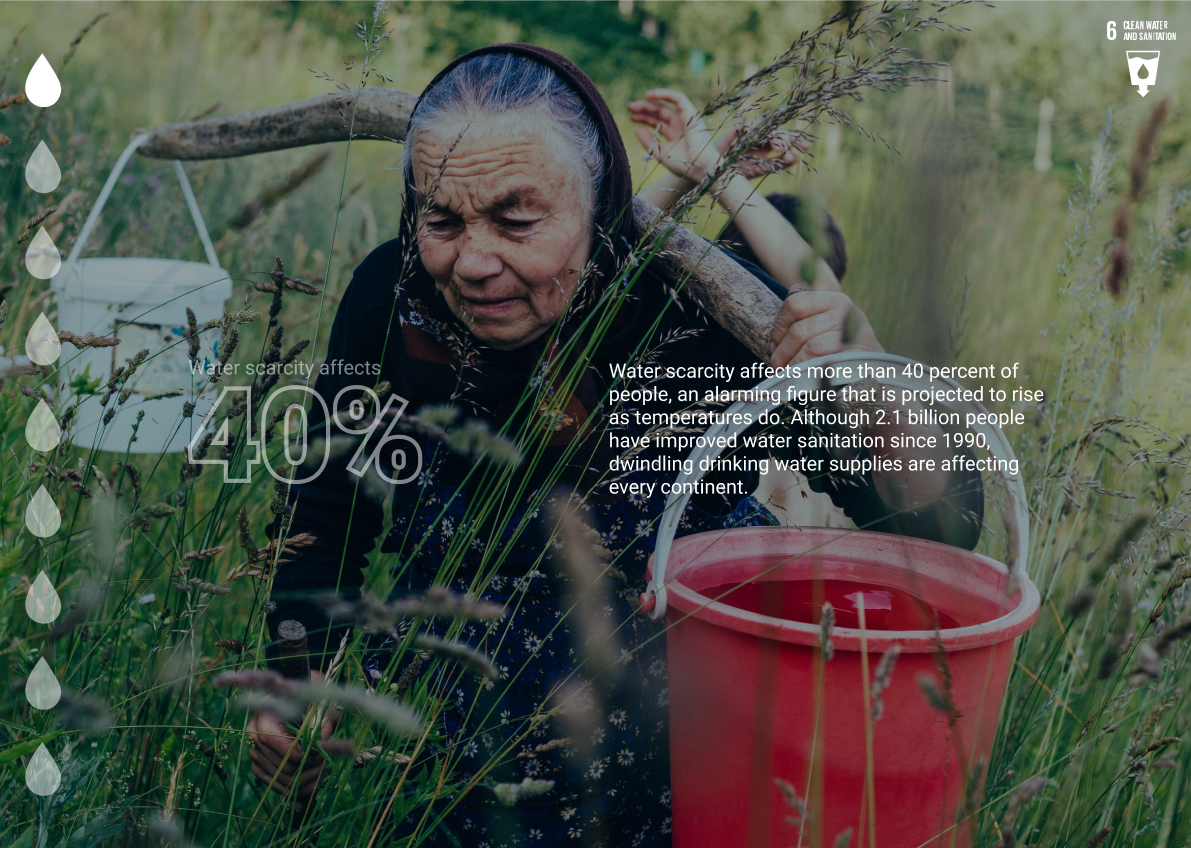 6 CLEAN WATER
AND SANITATION
Water scarcity affects
40%
Water scarcity affects more than 40 percent of
people, an alarming figure that is projected to rise
as temperatures do. Although 2.1 billion people
have improved water sanitation since 1990,
dwindling drinking water supplies are affecting
every continent.